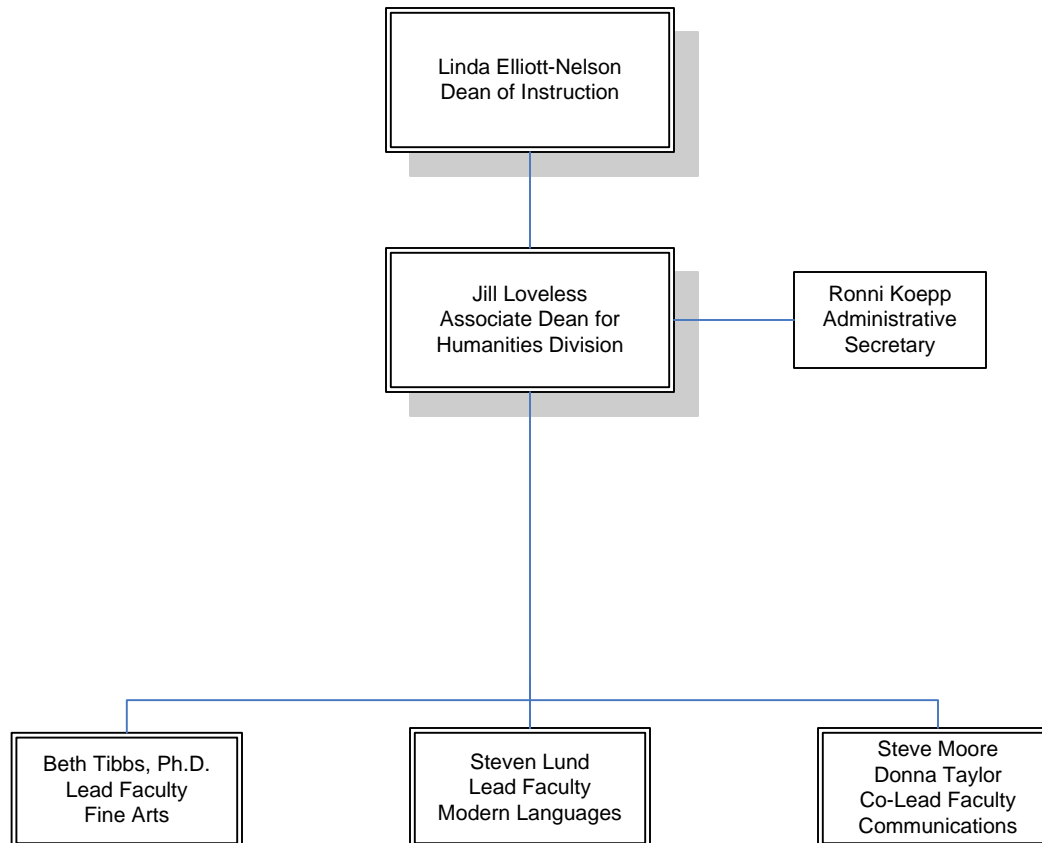 Linda Elliott-Nelson
Dean of Instruction
Jill Loveless
Associate Dean for
Humanities Division
Ronni Koepp
Administrative
Secretary
Beth Tibbs, Ph.D.
Lead Faculty
Fine Arts
Steven Lund
Lead Faculty
Modern Languages
Steve Moore
Donna Taylor
Co-Lead Faculty
Communications